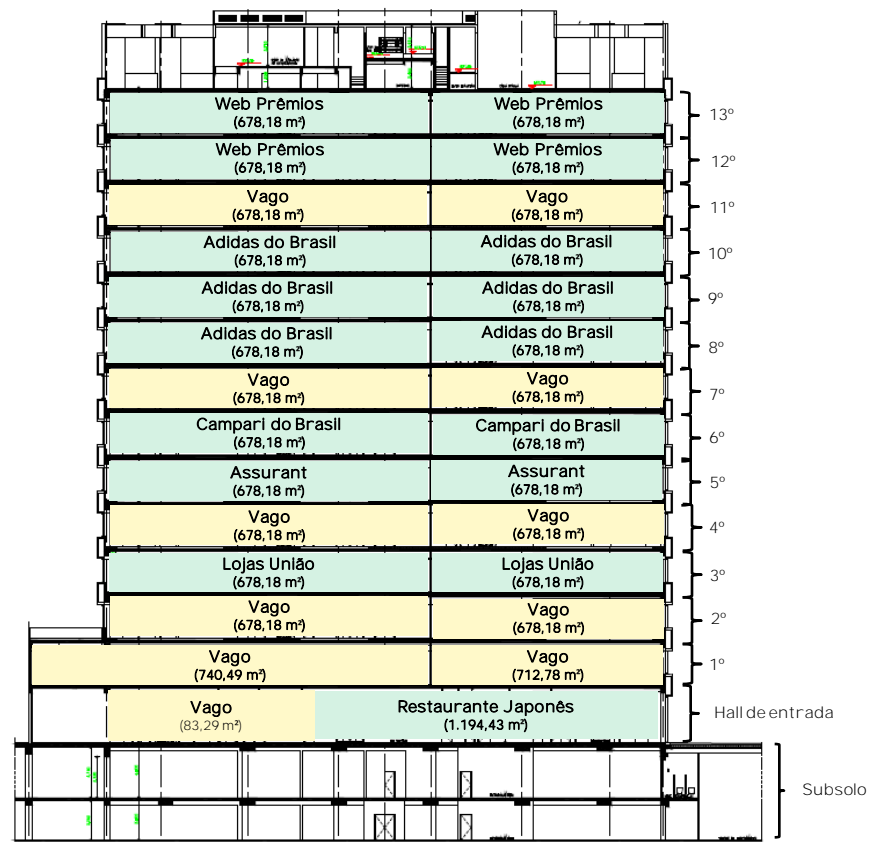 Web Prêmios
(678,18 m²)
Web Prêmios
(678,18 m²)
13º
Web Prêmios
(678,18 m²)
Web Prêmios
(678,18 m²)
12º
Vago
(678,18 m²)
Vago
(678,18 m²)
11º
Adidas do Brasil
(678,18 m²)
Adidas do Brasil
(678,18 m²)
10º
Adidas do Brasil
(678,18 m²)
Adidas do Brasil
(678,18 m²)
9º
Adidas do Brasil
(678,18 m²)
Adidas do Brasil
(678,18 m²)
8º
Vago
(678,18 m²)
Vago
(678,18 m²)
7º
Campari do Brasil
(678,18 m²)
Campari do Brasil
(678,18 m²)
6º
Assurant
(678,18 m²)
Assurant
(678,18 m²)
5º
Vago
(678,18 m²)
Vago
(678,18 m²)
4º
Lojas União
(678,18 m²)
Lojas União
(678,18 m²)
3º
Vago
(678,18 m²)
Vago
(678,18 m²)
2º
Vago
(740,49 m²)
Vago
(712,78 m²)
1º
Vago
(83,29 m²)
Restaurante Japonês
(1.194,43 m²)
Hall de entrada
Subsolo